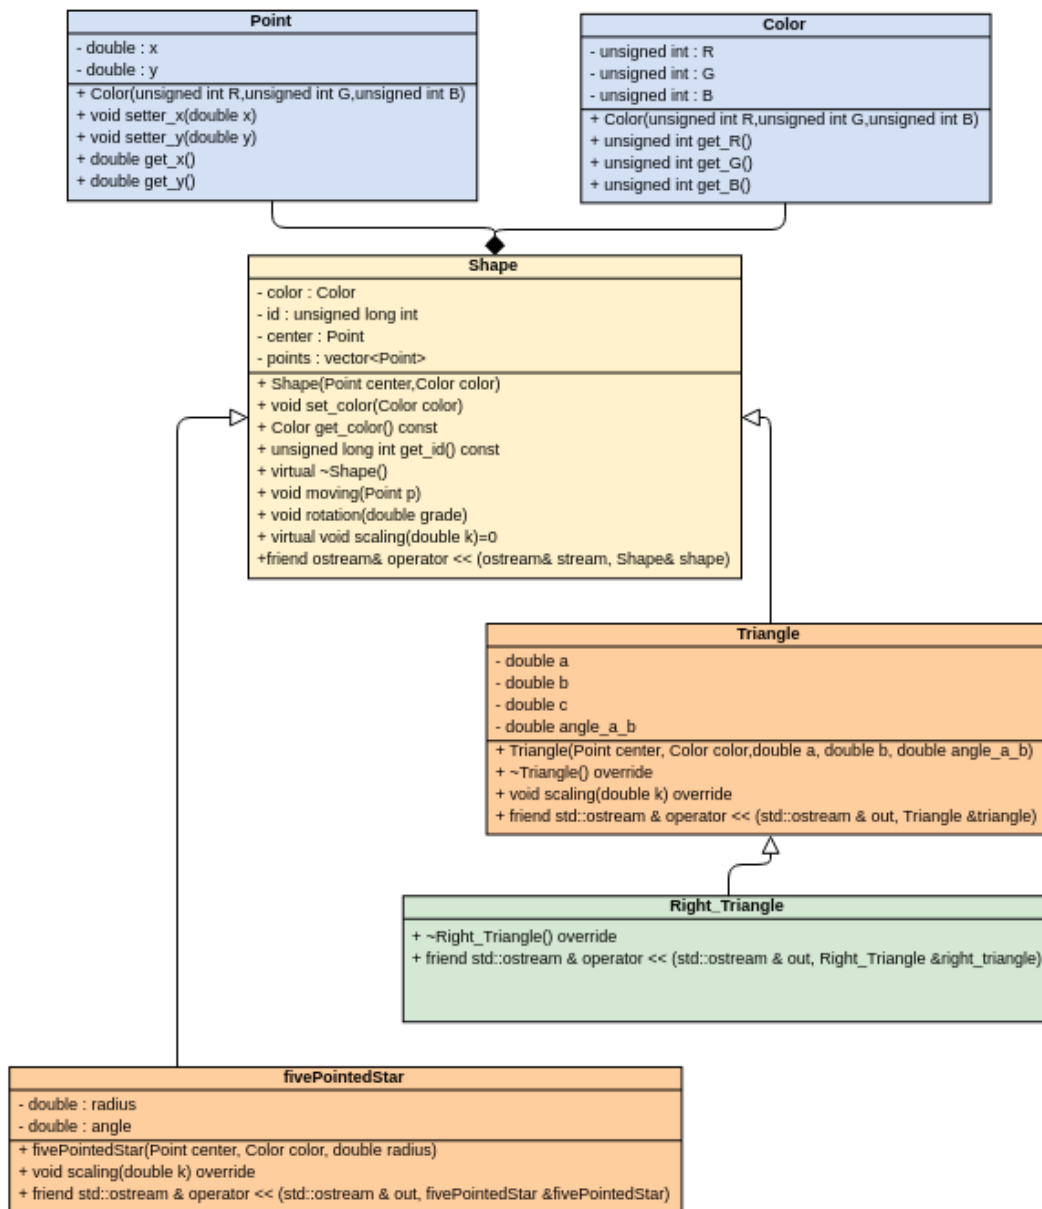 Point
- double : x
- double : y
+ Color(unsigned int R,unsigned int G,unsigned int B)
+ void setter_x(double x)
+ void setter_y(double y)
+ double get_x()
+ double get_y()
Color
- unsigned int : R
- unsigned int : G
- unsigned int : B
+ Color(unsigned int R,unsigned int G,unsigned int B)
+ unsigned int get_R()
+ unsigned int get_G()
+ unsigned int get_B()
Shape
- color : Color
- id : unsigned long int
- center : Point
- points : vector<Point>
+ Shape(Point center,Color color)
+ void set_color(Color color)
+ Color get_color() const
+ unsigned long int get_id() const
+ virtual ~Shape()
+ void moving(Point p)
+ void rotation(double grade)
+ virtual void scaling(double k)=0
+friend ostream& operator << (ostream& stream, Shape& shape)
Triangle
- double a
- double b
- double c
- double angle_a_b
+ Triangle(Point center, Color color,double a, double b, double angle_a_b)
+ ~Triangle() override
+ void scaling(double k) override
+ friend std::ostream & operator << (std::ostream & out, Triangle &triangle)
Right_Triangle
+ ~Right_Triangle() override
+ friend std::ostream & operator << (std::ostream & out, Right_Triangle &right_triangle)
fivePointedStar
- double : radius
- double : angle
+ fivePointedStar(Point center, Color color, double radius)
+ void scaling(double k) override
+ friend std::ostream & operator << (std::ostream & out, fivePointedStar &fivePointedStar)